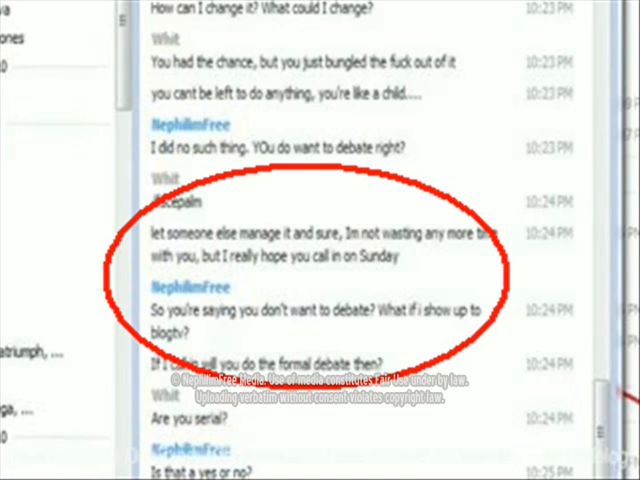 How can I change it? What could I change? 10:23 PM
ones
Whit
You had the chance, but you just bungled the fuck out of it 10:23 PM
you cant be left to do anything, you're like a child.... 10:23 PM
NephilimFree
I did no such thing. YOu do want to debate right? 10:23 PM
Whit
10:24 PM
let someone else manage it and sure, Im not wasting any more time 10:24 PM
with you, but I really hope you call in on Sunday
NephilimFree
So you're saying you don't want to debate? What if i show up to 10:24 PM
blogtv?
atriumph, ...
If I call in will you do the formal debate then? 10:24 PM
© NephilimFree Media. Use of media constitutes Fair Use under by law.
Uploading verbatim without consent violates copyright law.
Whit
ga, ...
Are you serial? 10:24 PM
NephilimFree
Is that a yes or no? 10:25 PM